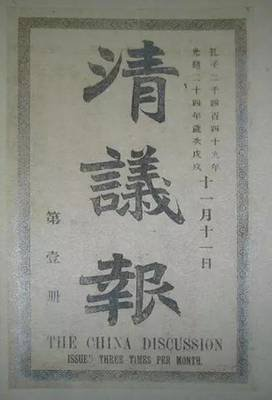 孔子二千四百四十九年
光緒二十四年歲次戊戌
十一月十一日
清議報
第壹册
THE CHINA DISCUSSION
ISSUED THREE TIMES PER MONTH.